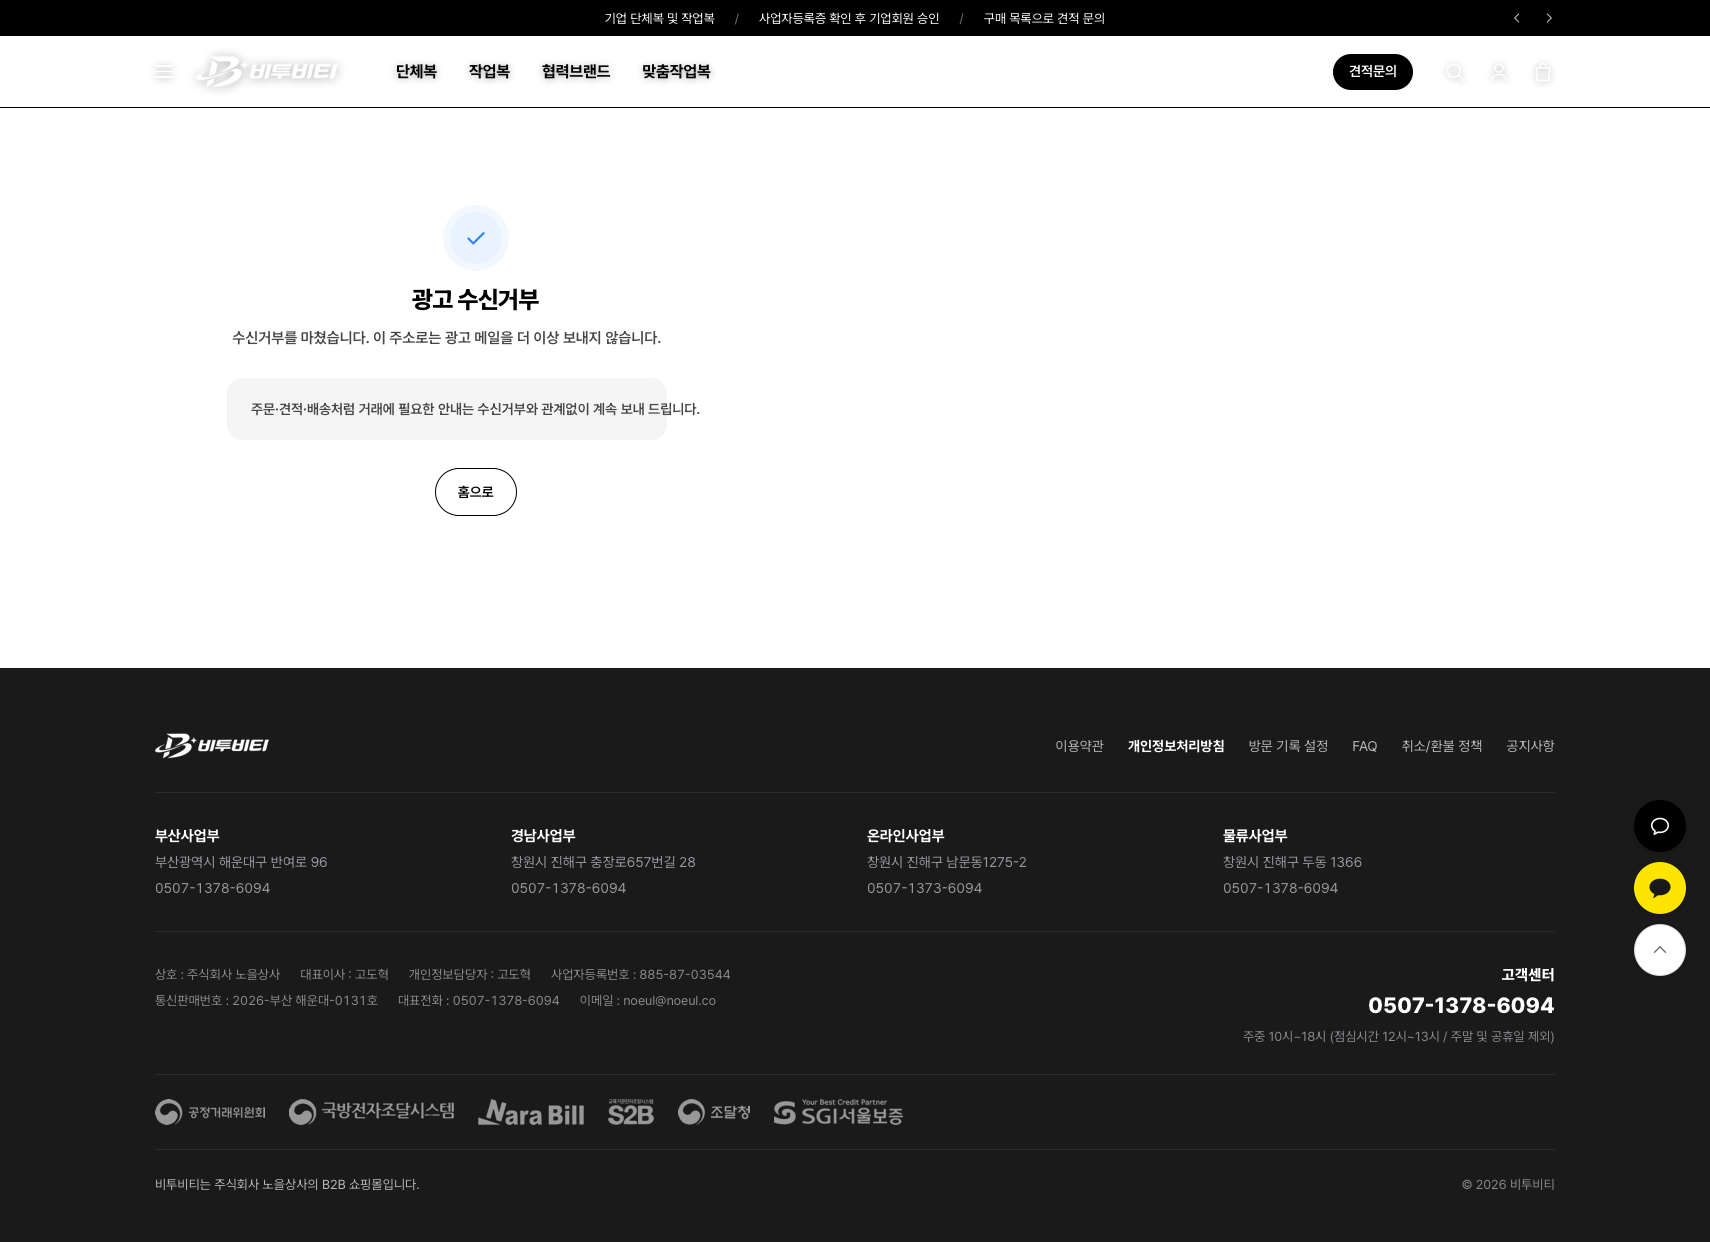 기업 단체복 및 작업복 / 사업자등록증 확인 후 기업회원 승인 / 구매 목록으로 견적 문의
비투비티 단체복 작업복 협력브랜드 맞춤작업복 견적문의
광고 수신거부
수신거부를 마쳤습니다. 이 주소로는 광고 메일을 더 이상 보내지 않습니다.
주문·견적·배송처럼 거래에 필요한 안내는 수신거부와 관계없이 계속 보내 드립니다.
홈으로
비투비티 이용약관 개인정보처리방침 방문 기록 설정 FAQ 취소/환불 정책 공지사항
부산사업부 경남사업부 온라인사업부 물류사업부
부산광역시 해운대구 반여로 96 창원시 진해구 충장로657번길 28 창원시 진해구 남문동1275-2 창원시 진해구 두동 1366
0507-1378-6094 0507-1378-6094 0507-1373-6094 0507-1378-6094
상호 : 주식회사 노을상사 대표이사 : 고도혁 개인정보담당자 : 고도혁 사업자등록번호 : 885-87-03544
통신판매번호 : 2026-부산 해운대-0131호 대표전화 : 0507-1378-6094 이메일 : noeul@noeul.co
고객센터
0507-1378-6094
주중 10시~18시 (점심시간 12시~13시 / 주말 및 공휴일 제외)
공정거래위원회 국방전자조달시스템 Nara Bill S2B 조달청 Your Best Credit Partner SGI서울보증
비투비티는 주식회사 노을상사의 B2B 쇼핑몰입니다. © 2026 비투비티